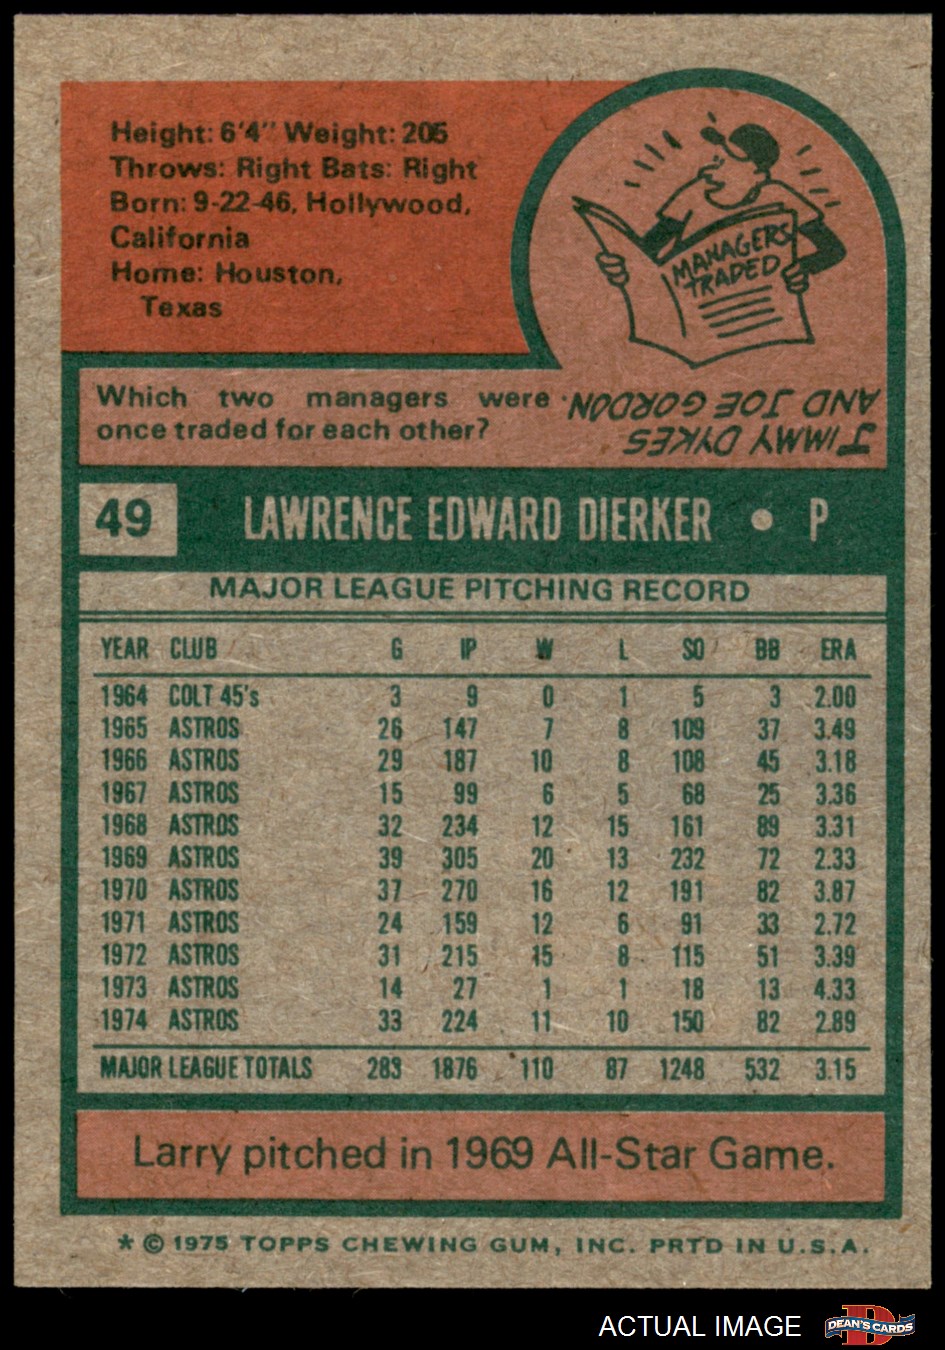 Height: 6'4" Weight: 205
Throws: Right Bats: Right
Born: 9-22-46, Hollywood,
California
Home: Houston,
Texas
MANAGERS
TRADED
Which two managers were
once traded for each other?
JIMMY DYKES
AND JOE GORDON.
49 LAWRENCE EDWARD DIERKER • P
MAJOR LEAGUE PITCHING RECORD
YEAR CLUB G IP W L SO BB ERA
1964 COLT 45's 3 9 0 1 5 3 2.00
1965 ASTROS 26 147 7 8 109 37 3.49
1966 ASTROS 29 187 10 8 108 45 3.18
1967 ASTROS 15 99 6 5 68 25 3.36
1968 ASTROS 32 234 12 15 161 89 3.31
1969 ASTROS 39 305 20 13 232 72 2.33
1970 ASTROS 37 270 16 12 191 82 3.87
1971 ASTROS 24 159 12 6 91 33 2.72
1972 ASTROS 31 215 15 8 115 51 3.39
1973 ASTROS 14 27 1 1 18 13 4.33
1974 ASTROS 33 224 11 10 150 82 2.89
MAJOR LEAGUE TOTALS 283 1876 110 87 1248 532 3.15
Larry pitched in 1969 All-Star Game.
* © 1975 TOPPS CHEWING GUM, INC. PRTD IN U.S.A.
ACTUAL IMAGE
D
DEAN'S CARDS